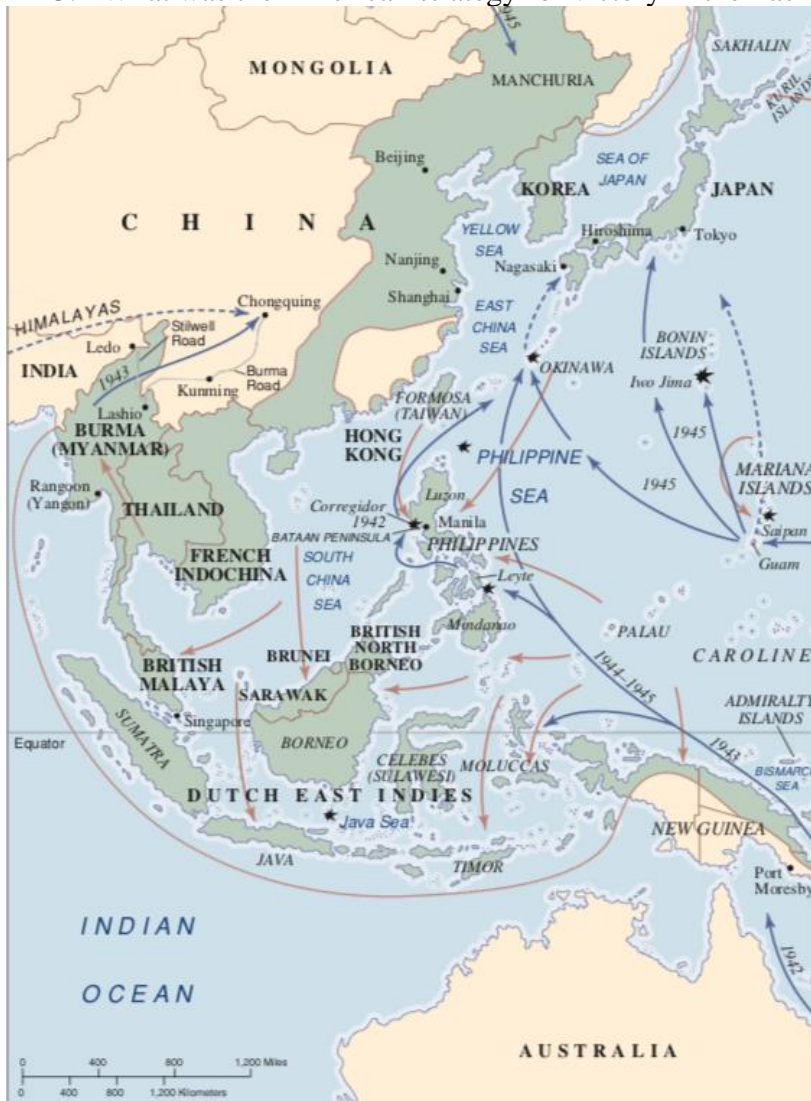 1945
SAKHALIN
MONGOLIA
MANCHURIA
KURIL
ISLANDS
Beijing
SEA OF
JAPAN
KOREA
JAPAN
CHINA
YELLOW
SEA
Hiroshima
Tokyo
Nanjing
Nagasaki
Shanghai
HIMALAYAS
Chongquing
EAST
CHINA
SEA
BONIN
ISLANDS
Stilwell
Road
Ledo
INDIA
1943
Burma
Road
Kunming
OKINAWA
Iwo Jima
Lashio
FORMOSA
(TAIWAN)
BURMA
(MYANMAR)
HONG
KONG
1945
PHILIPPINE
SEA
1945
MARIANA
ISLANDS
Rangoon
(Yangon)
Luzon
THAILAND
Corregidor
1942
Manila
Saipan
BATAAN PENINSULA
PHILIPPINES
Guam
FRENCH
INDOCHINA
SOUTH
CHINA
SEA
Leyte
Mindanao
PALAU
BRITISH
NORTH
BORNEO
BRUNEI
CAROLINE
BRITISH
MALAYA
SARAWAK
1944–1945
ADMIRALTY
ISLANDS
Singapore
Equator
SUMATRA
BORNEO
CELEBES
(SULAWESI)
MOLUCCAS
1943
BISMARCK
SEA
DUTCH EAST INDIES
Java Sea
NEW GUINEA
JAVA
TIMOR
Port
Moresby
INDIAN
OCEAN
1942
AUSTRALIA
0 400 800 1,200 Miles
0 400 800 1,200 Kilometers